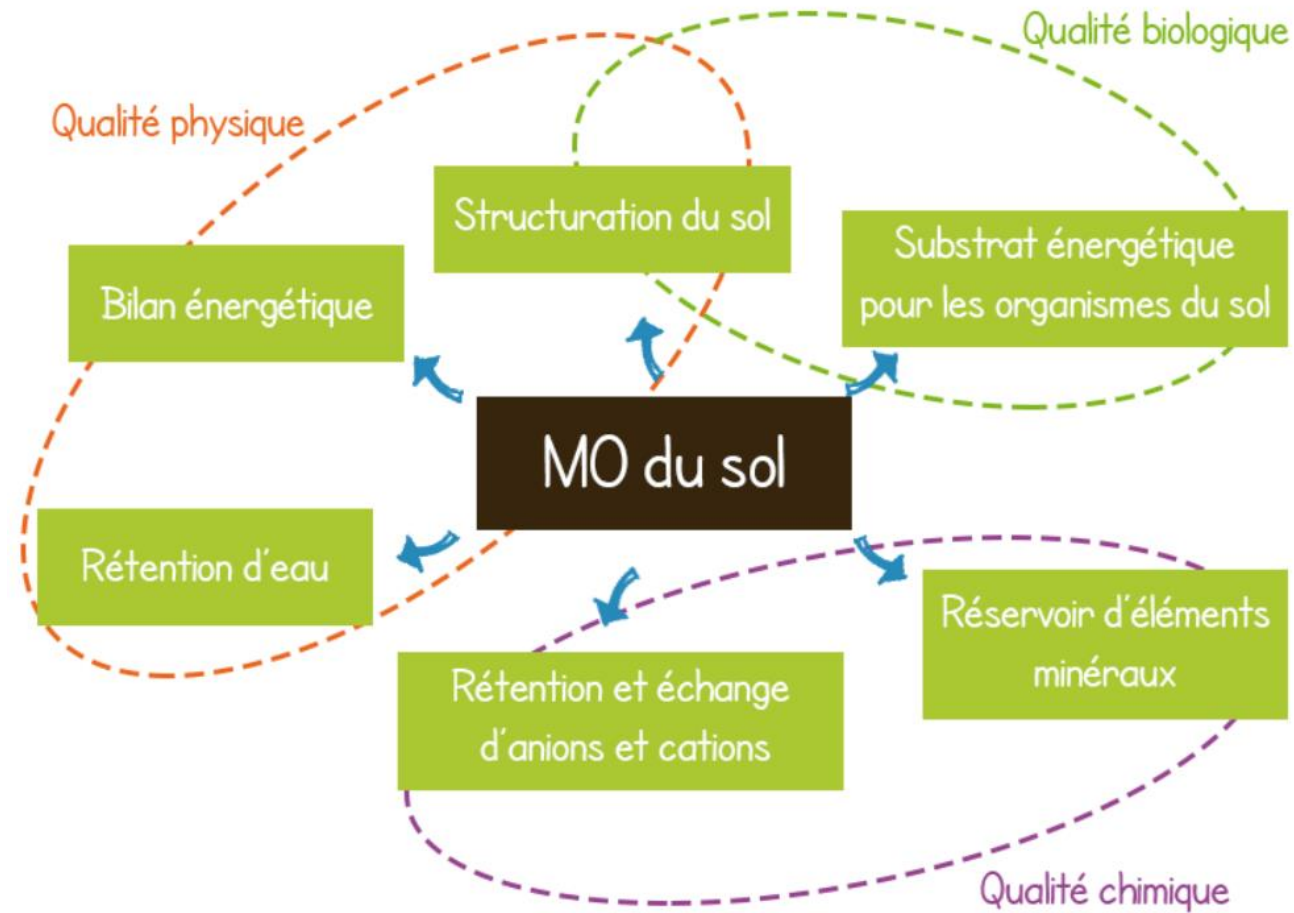 Qualité biologique
Qualité physique
Structuration du sol
Substrat énergétique
pour les organismes du sol
Bilan énergétique
MO du sol
Rétention d'eau
Réservoir d'éléments
minéraux
Rétention et échange
d'anions et cations
Qualité chimique